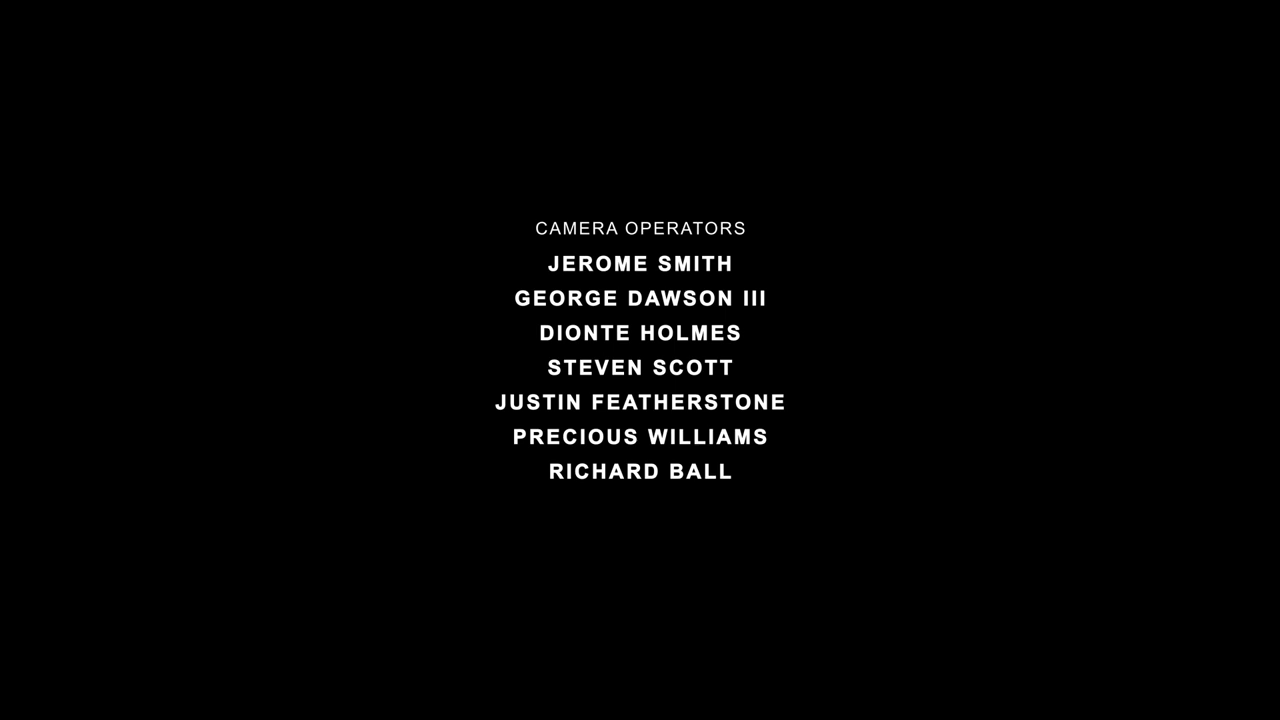 CAMERA OPERATORS
JEROME SMITH
GEORGE DAWSON III
DIONTE HOLMES
STEVEN SCOTT
JUSTIN FEATHERSTONE
PRECIOUS WILLIAMS
RICHARD BALL